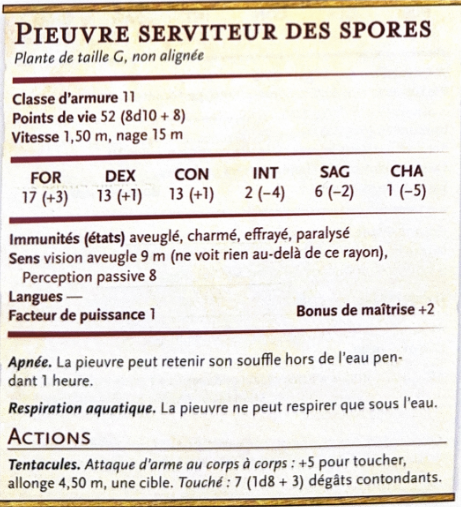 PIEUVRE SERVITEUR DES SPORES
Plante de taille G, non alignée
Classe d'armure 11
Points de vie 52 (8d10 + 8)
Vitesse 1,50 m, nage 15 m
FOR DEX CON INT SAG CHA
17 (+3) 13 (+1) 13 (+1) 2 (−4) 6 (−2) 1 (−5)
Immunités (états) aveuglé, charmé, effrayé, paralysé
Sens vision aveugle 9 m (ne voit rien au-delà de ce rayon),
Perception passive 8
Langues —
Facteur de puissance 1 Bonus de maîtrise +2
Apnée. La pieuvre peut retenir son souffle hors de l'eau pen-
dant 1 heure.
Respiration aquatique. La pieuvre ne peut respirer que sous l'eau.
ACTIONS
Tentacules. Attaque d'arme au corps à corps : +5 pour toucher,
allonge 4,50 m, une cible. Touché : 7 (1d8 + 3) dégâts contondants.